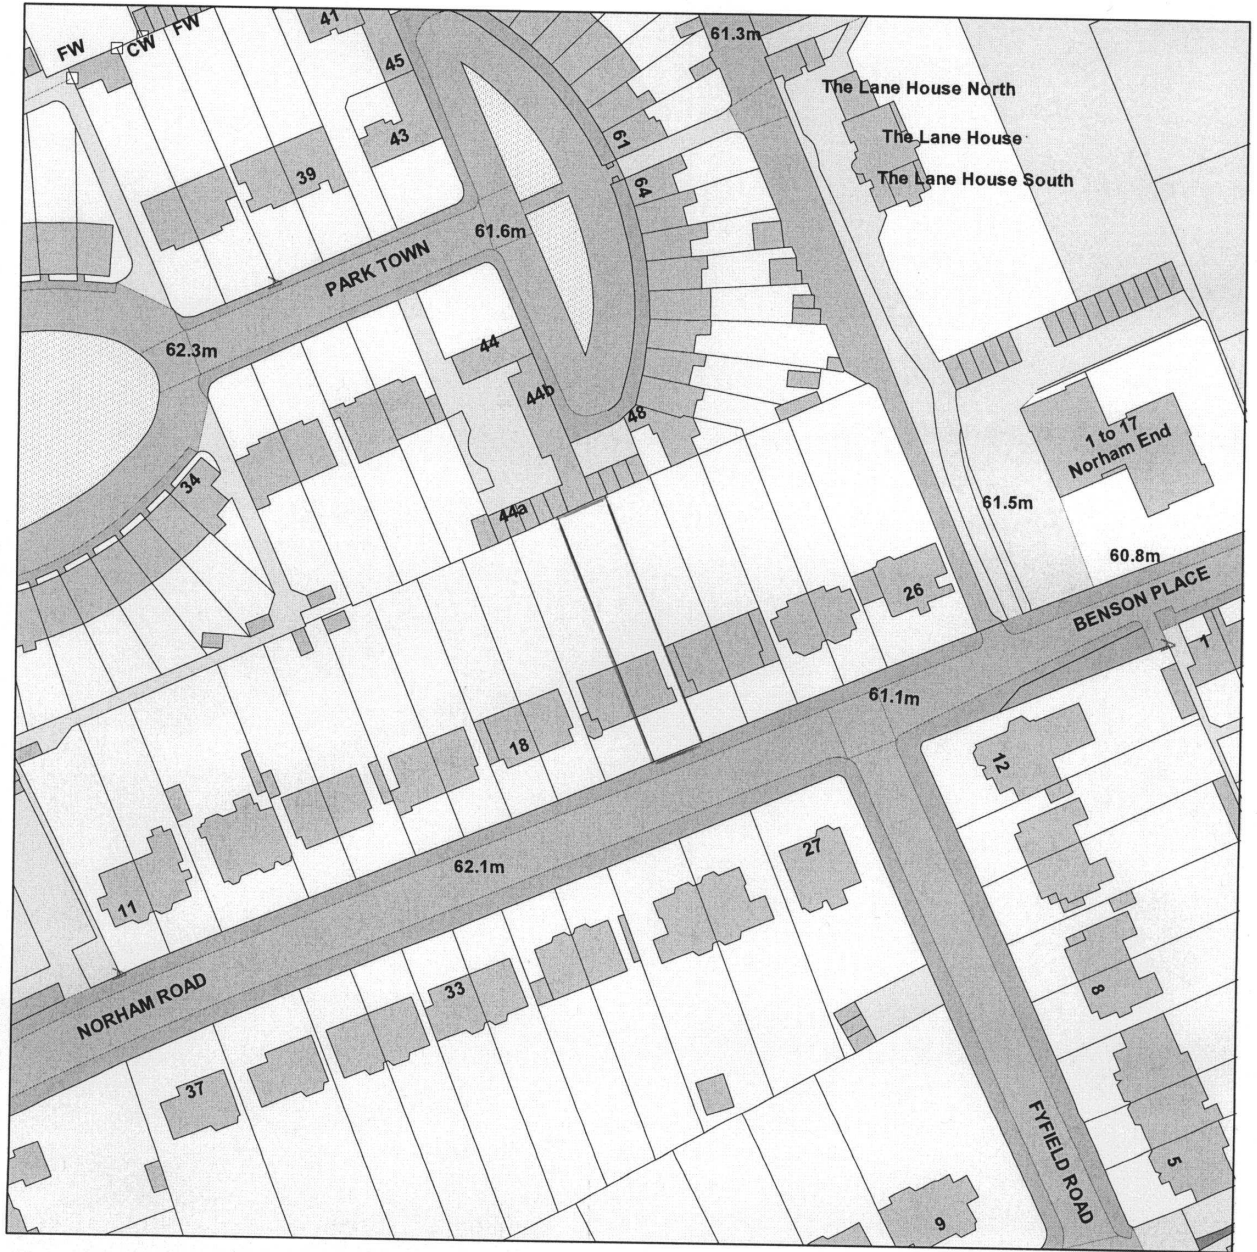 FW
CW
FW
41
45
61.3m
The Lane House North
43
61
The Lane House
39
64
The Lane House South
61.6m
PARK TOWN
44
62.3m
44b
48
1 to 17
Norham End
34
44a
61.5m
60.8m
26
BENSON PLACE
1
61.1m
18
12
27
62.1m
11
33
8
NORHAM ROAD
37
FYFIELD ROAD
5
9